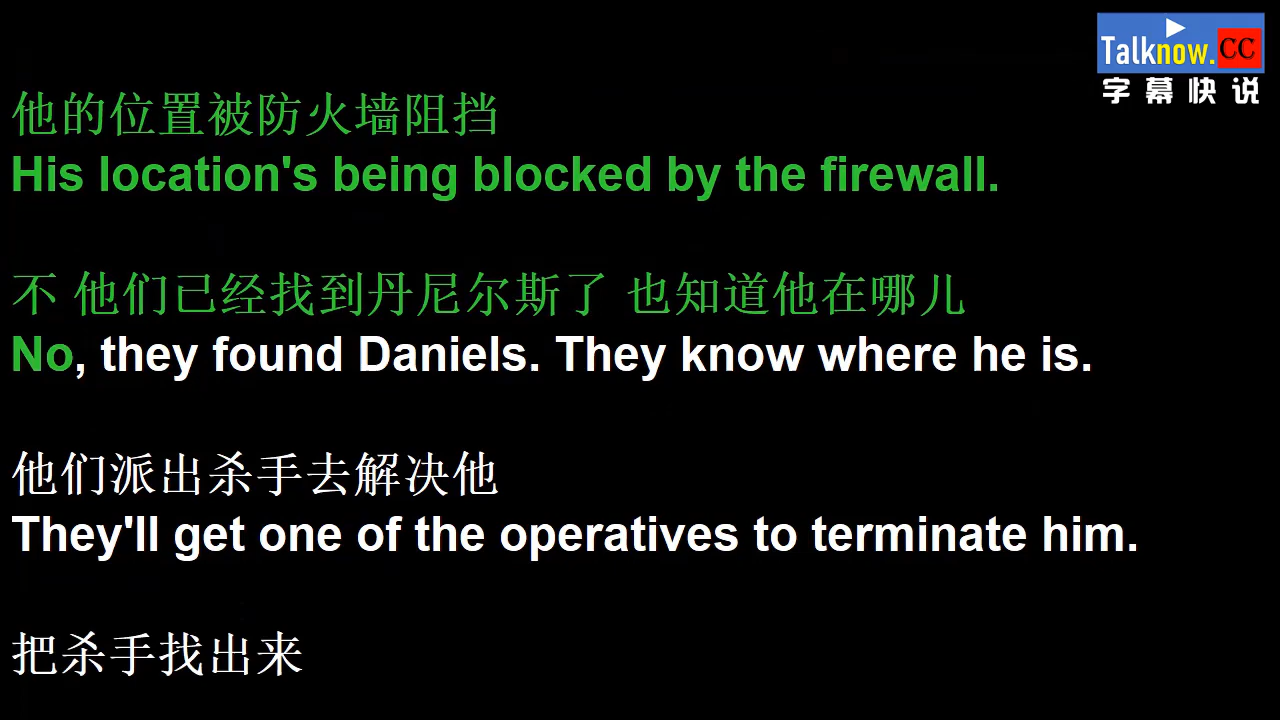 Talknow.CC
字幕快说
他的位置被防火墙阻挡
His location's being blocked by the firewall.
不 他们已经找到丹尼尔斯了 也知道他在哪儿
No, they found Daniels. They know where he is.
他们派出杀手去解决他
They'll get one of the operatives to terminate him.
把杀手找出来